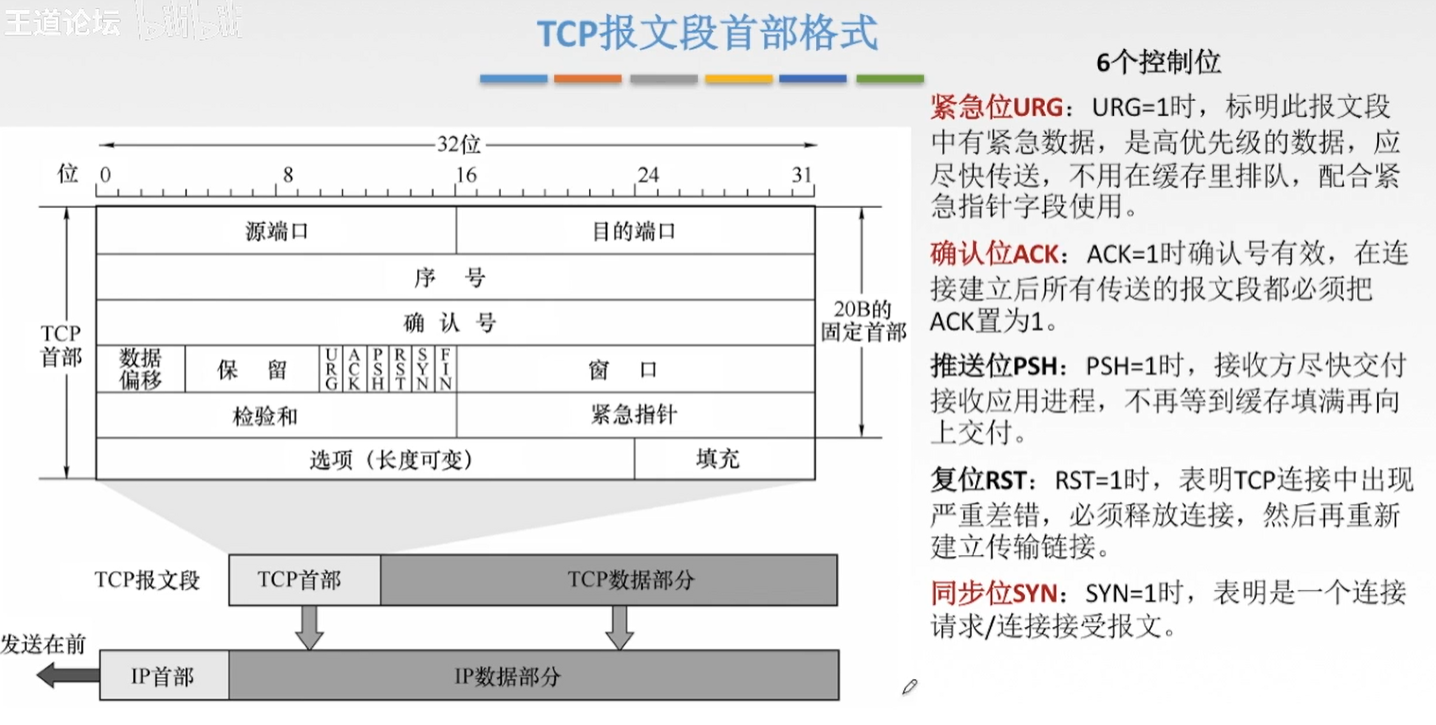 王道论坛 bilibili
TCP报文段首部格式
32位
位 0 8 16 24 31
TCP
首部
源端口 目的端口
序 号
确 认 号
数据
偏移
保 留
URG ACK PSH RST SYN FIN
窗 口
检验和 紧急指针
选项（长度可变） 填充
20B的
固定首部
TCP报文段 TCP首部 TCP数据部分
发送在前
IP首部 IP数据部分
6个控制位
紧急位URG：URG=1时，标明此报文段
中有紧急数据，是高优先级的数据，应
尽快传送，不用在缓存里排队，配合紧
急指针字段使用。
确认位ACK：ACK=1时确认号有效，在连
接建立后所有传送的报文段都必须把
ACK置为1。
推送位PSH：PSH=1时，接收方尽快交付
接收应用进程，不再等到缓存填满再向
上交付。
复位RST：RST=1时，表明TCP连接中出现
严重差错，必须释放连接，然后再重新
建立传输链接。
同步位SYN：SYN=1时，表明是一个连接
请求/连接接受报文。